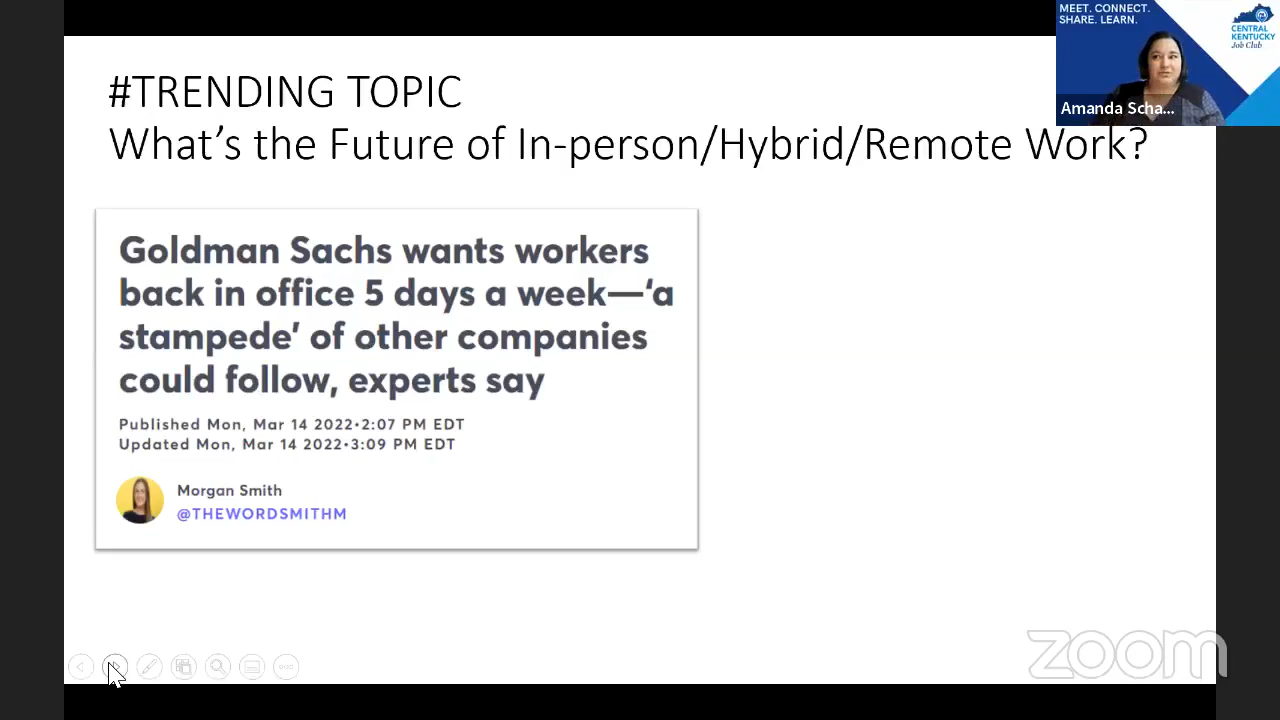 MEET. CONNECT.
SHARE. LEARN.
CENTRAL
KENTUCKY
Job Club
Amanda Scha...
#TRENDING TOPIC
What's the Future of In-person/Hybrid/Remote Work?
Goldman Sachs wants workers
back in office 5 days a week—‘a
stampede’ of other companies
could follow, experts say
Published Mon, Mar 14 2022•2:07 PM EDT
Updated Mon, Mar 14 2022•3:09 PM EDT
Morgan Smith
@THEWORDSMITHM
zoom